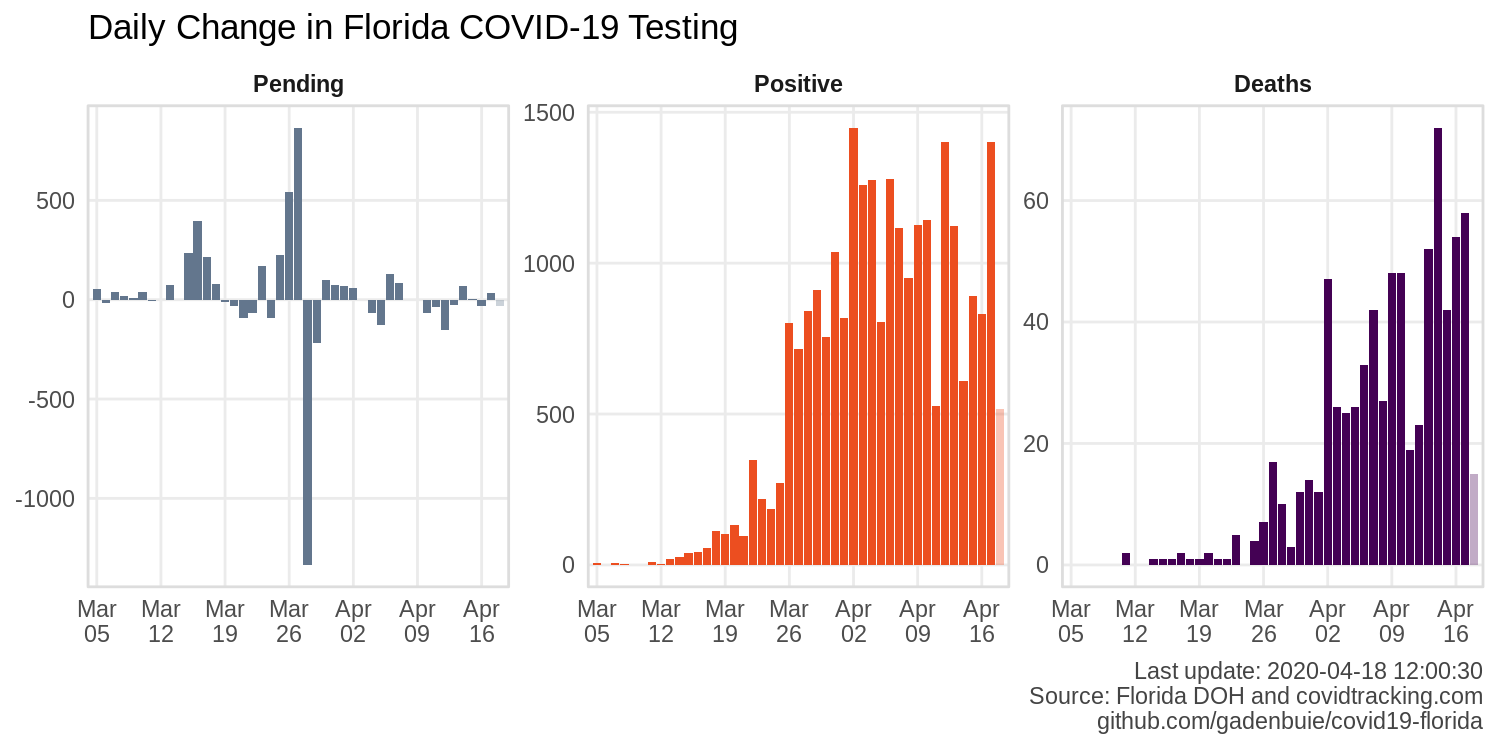 Daily Change in Florida COVID-19 Testing
Pending
500
0
-500
-1000
Mar 05
Mar 12
Mar 19
Mar 26
Apr 02
Apr 09
Apr 16
Positive
1500
1000
500
0
Mar 05
Mar 12
Mar 19
Mar 26
Apr 02
Apr 09
Apr 16
Deaths
60
40
20
0
Mar 05
Mar 12
Mar 19
Mar 26
Apr 02
Apr 09
Apr 16
Last update: 2020-04-18 12:00:30
Source: Florida DOH and covidtracking.com
github.com/gadenbuie/covid19-florida